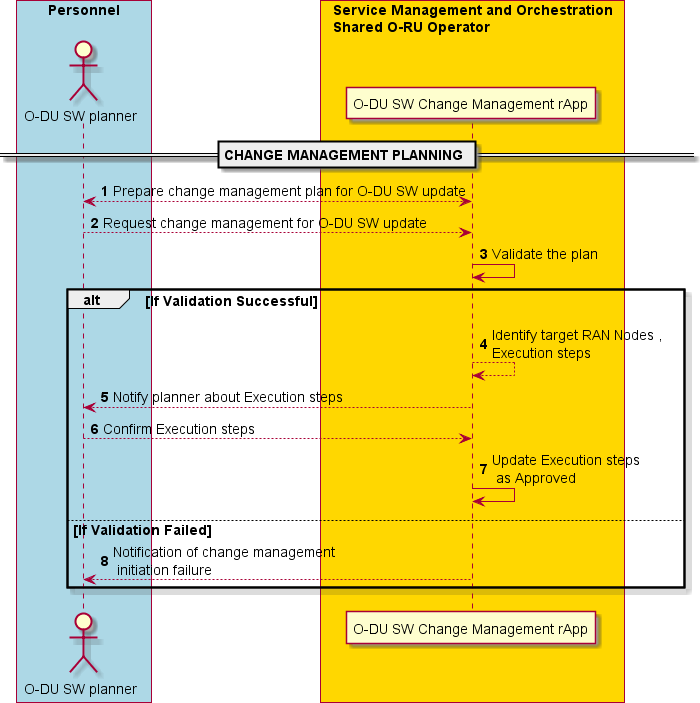 Personnel
Service Management and Orchestration
Shared O-RU Operator
O-DU SW planner
O-DU SW Change Management rApp
CHANGE MANAGEMENT PLANNING
1 Prepare change management plan for O-DU SW update
2 Request change management for O-DU SW update
3 Validate the plan
alt [If Validation Successful]
4 Identify target RAN Nodes ,
Execution steps
5 Notify planner about Execution steps
6 Confirm Execution steps
7 Update Execution steps
as Approved
[If Validation Failed]
8 Notification of change management
initiation failure
O-DU SW planner
O-DU SW Change Management rApp